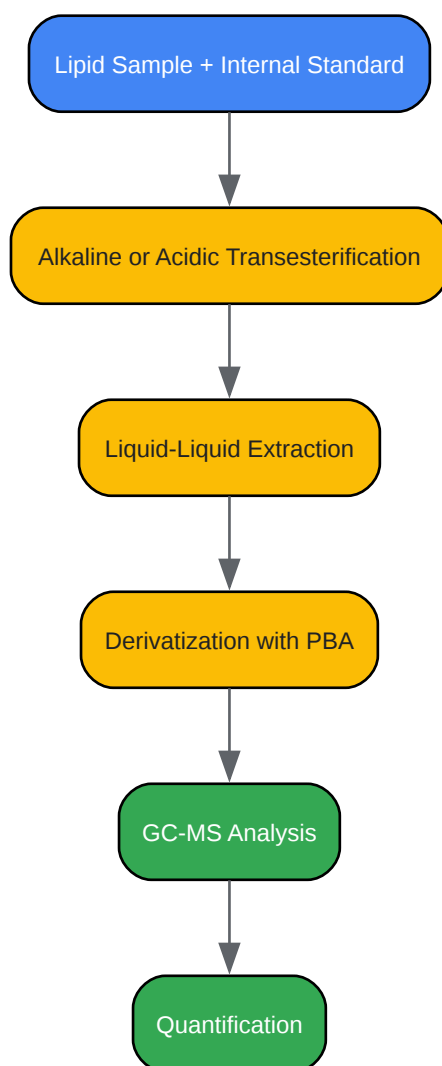 Lipid Sample + Internal Standard
Alkaline or Acidic Transesterification
Liquid-Liquid Extraction
Derivatization with PBA
GC-MS Analysis
Quantification